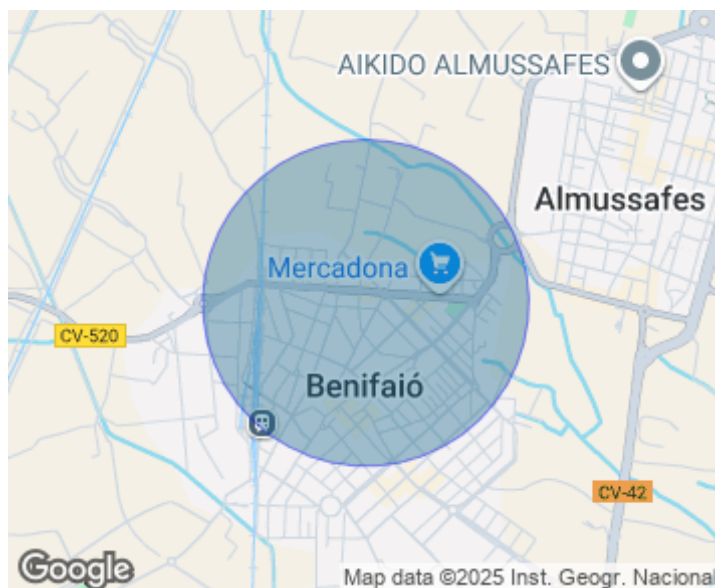 AIKIDO ALMUSSAFES
Almussafes
Mercadona
CV-520
Benifaió
CV-42
Google
Map data ©2025 Inst. Geogr. Nacional